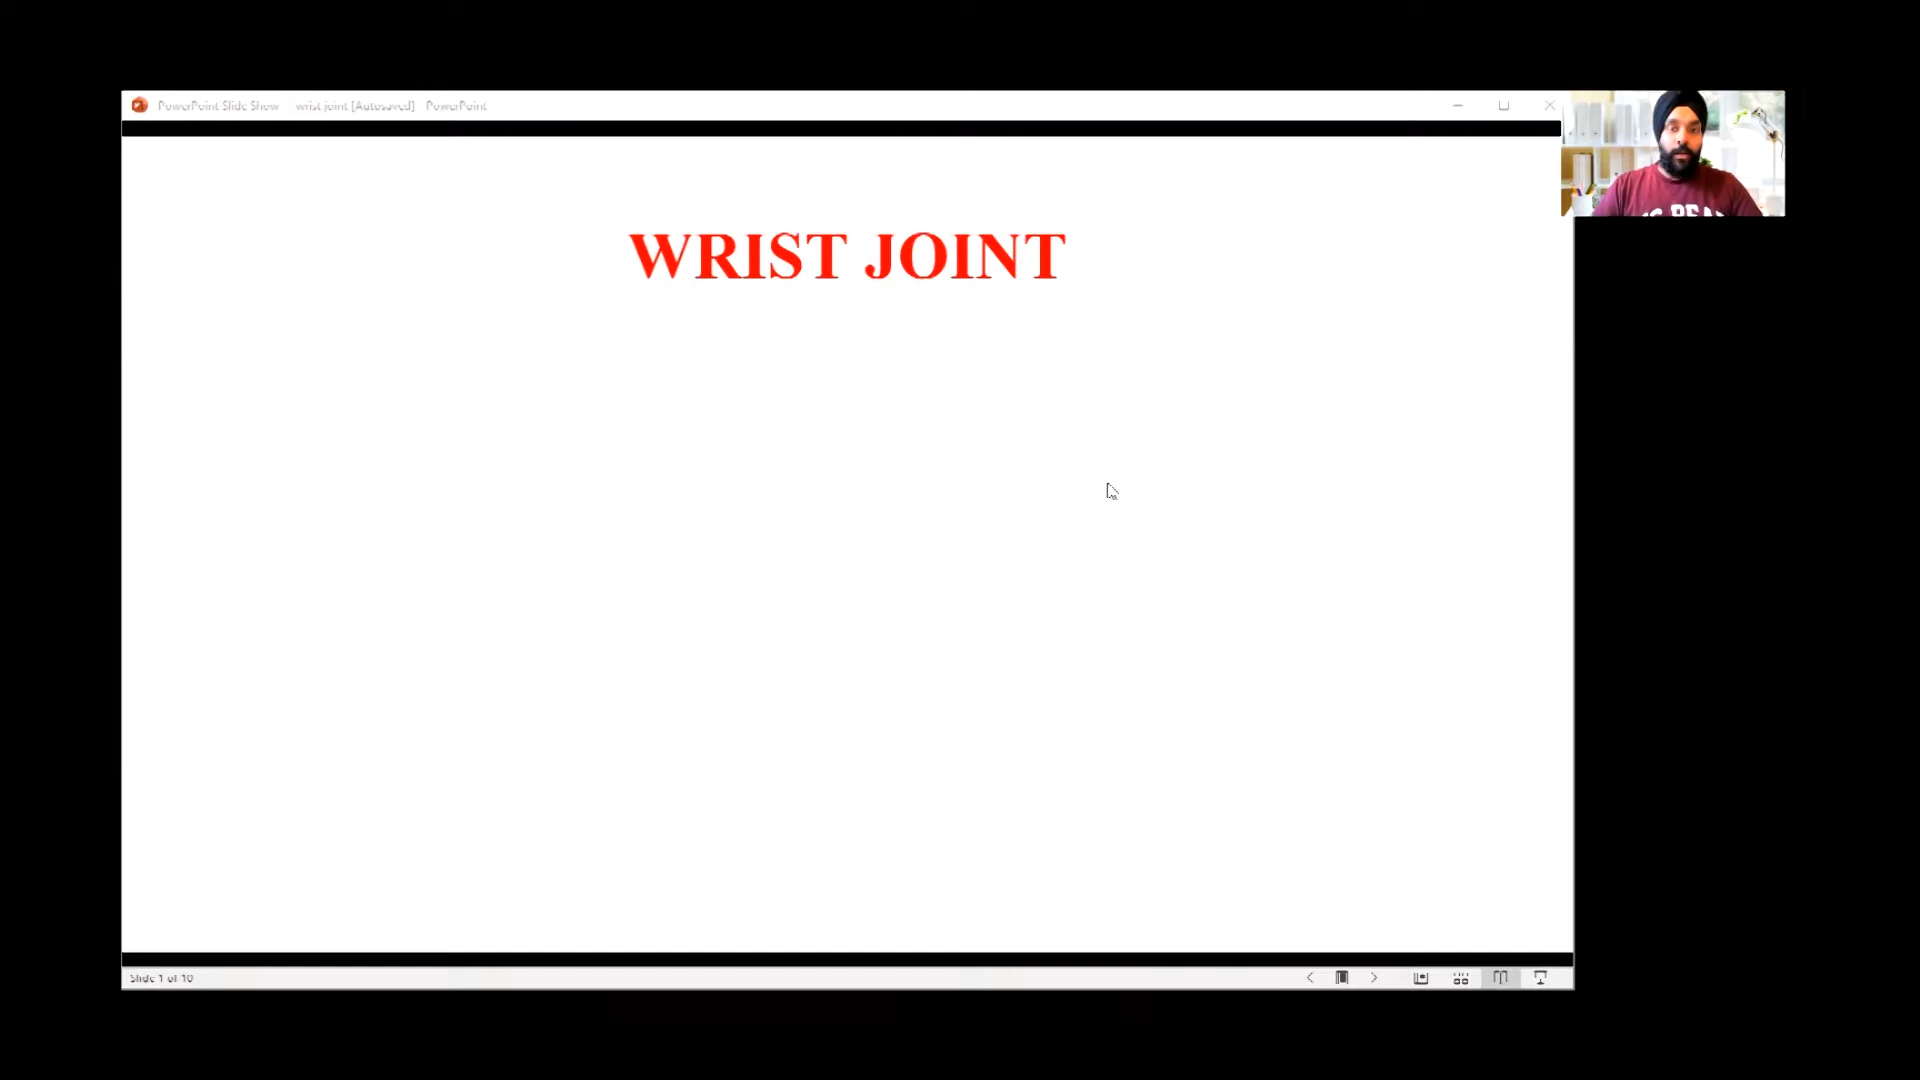 PowerPoint Slide Show - wrist joint [Autosaved] - PowerPoint
WRIST JOINT
Slide 1 of 10